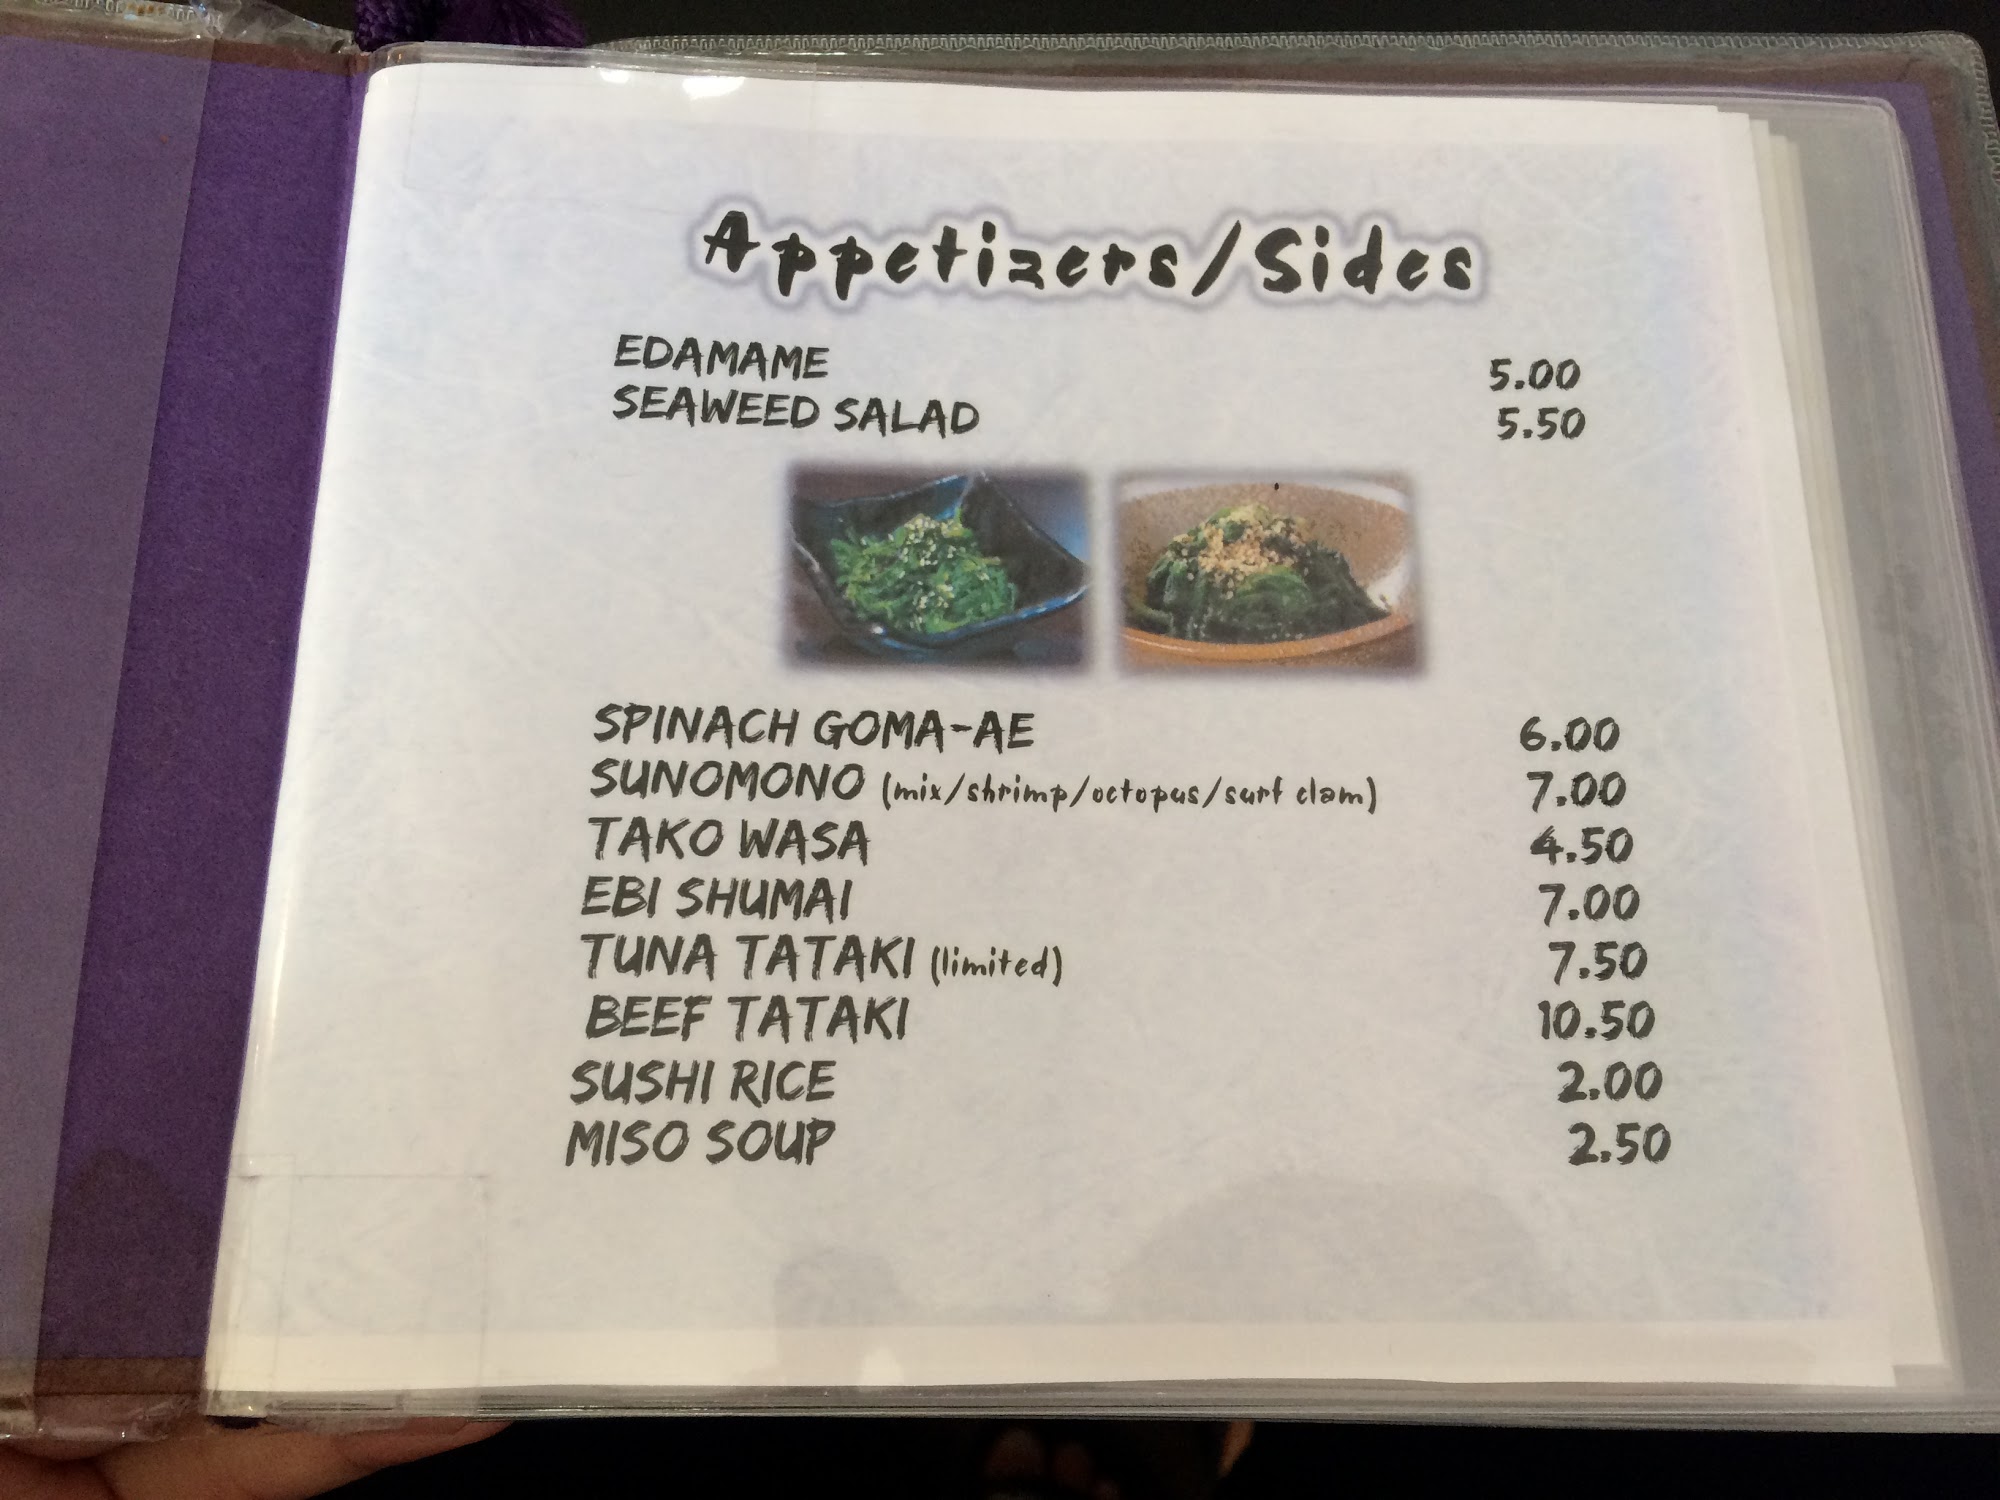 Appetizers/Sides
EDAMAME 5.00
SEAWEED SALAD 5.50
SPINACH GOMA-AE 6.00
SUNOMONO (mix/shrimp/octopus/surf clam) 7.00
TAKO WASA 4.50
EBI SHUMAI 7.00
TUNA TATAKI (limited) 7.50
BEEF TATAKI 10.50
SUSHI RICE 2.00
MISO SOUP 2.50